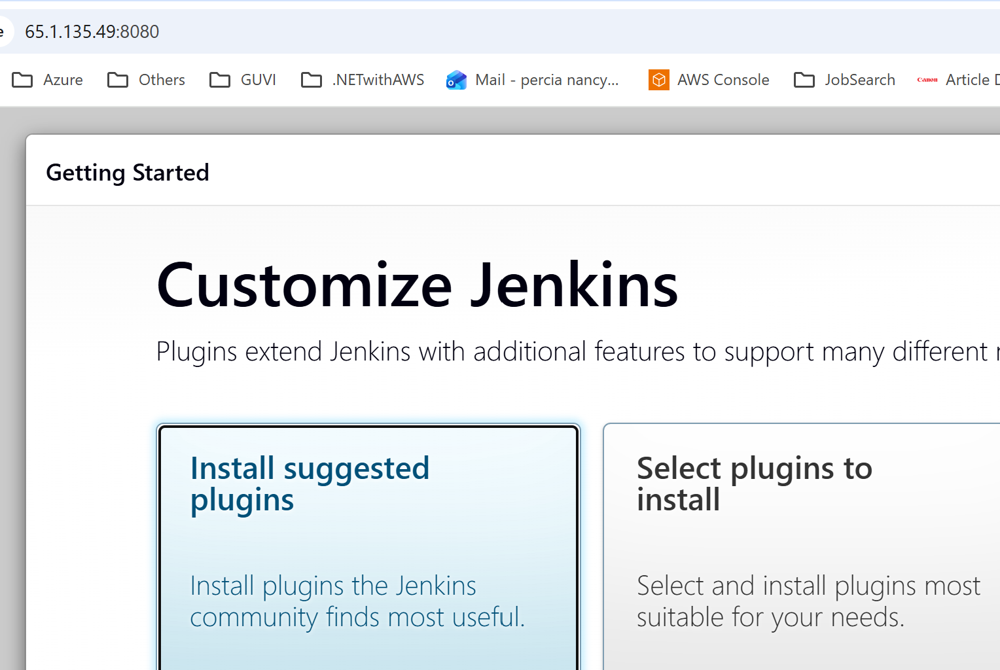 e 65.1.135.49:8080
Azure Others GUVI .NETwithAWS Mail - percia nancy... AWS Console JobSearch Canon Article D
Getting Started
Customize Jenkins
Plugins extend Jenkins with additional features to support many different
Install suggested
plugins
Select plugins to
install
Install plugins the Jenkins
community finds most useful.
Select and install plugins most
suitable for your needs.